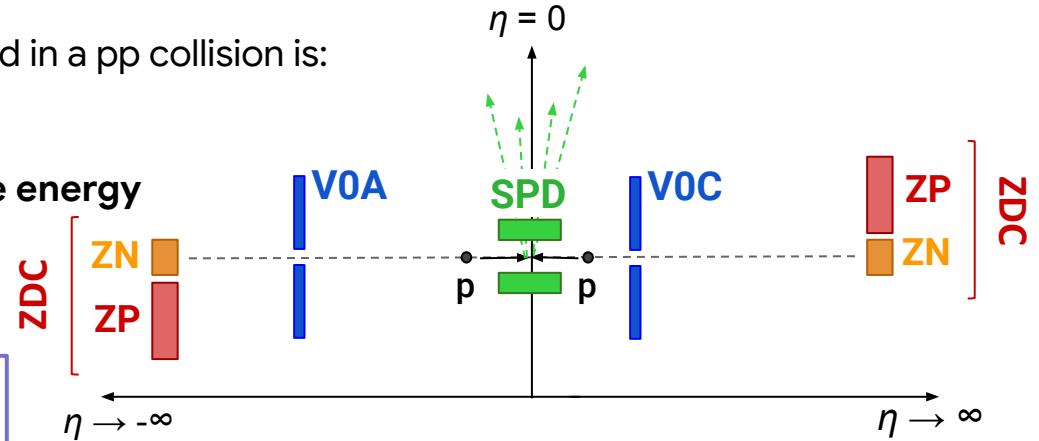 η = 0
d in a pp collision is:
e energy
V0A
SPD
V0C
ZP
ZDC
ZN
ZN
ZDC
ZP
p
p
η → -∞
η → ∞